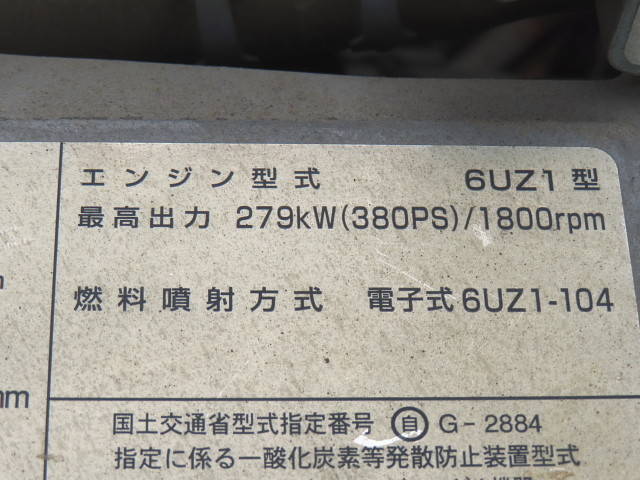 エンジン型式 6UZ1型
最高出力 279kW(380PS)/1800rpm
燃料噴射方式 電子式6UZ1-104
mm
国土交通省型式指定番号 自 G-2884
指定に係る一酸化炭素等発散防止装置型式